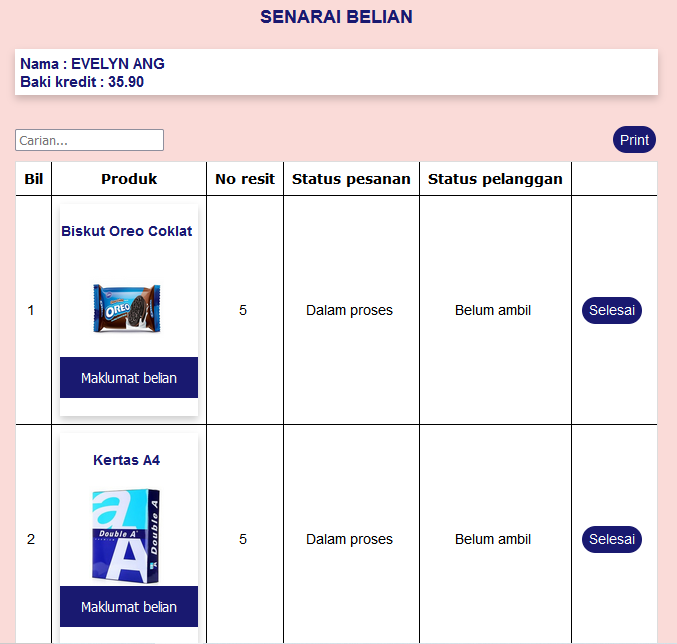 SENARAI BELIAN
Nama : EVELYN ANG
Baki kredit : 35.90
Carian...
Print
Bil Produk No resit Status pesanan Status pelanggan
Biskut Oreo Coklat
OREO
1 5 Dalam proses Belum ambil Selesai
Maklumat belian
Kertas A4
a
Double A
Double A
A
2 5 Dalam proses Belum ambil Selesai
Maklumat belian